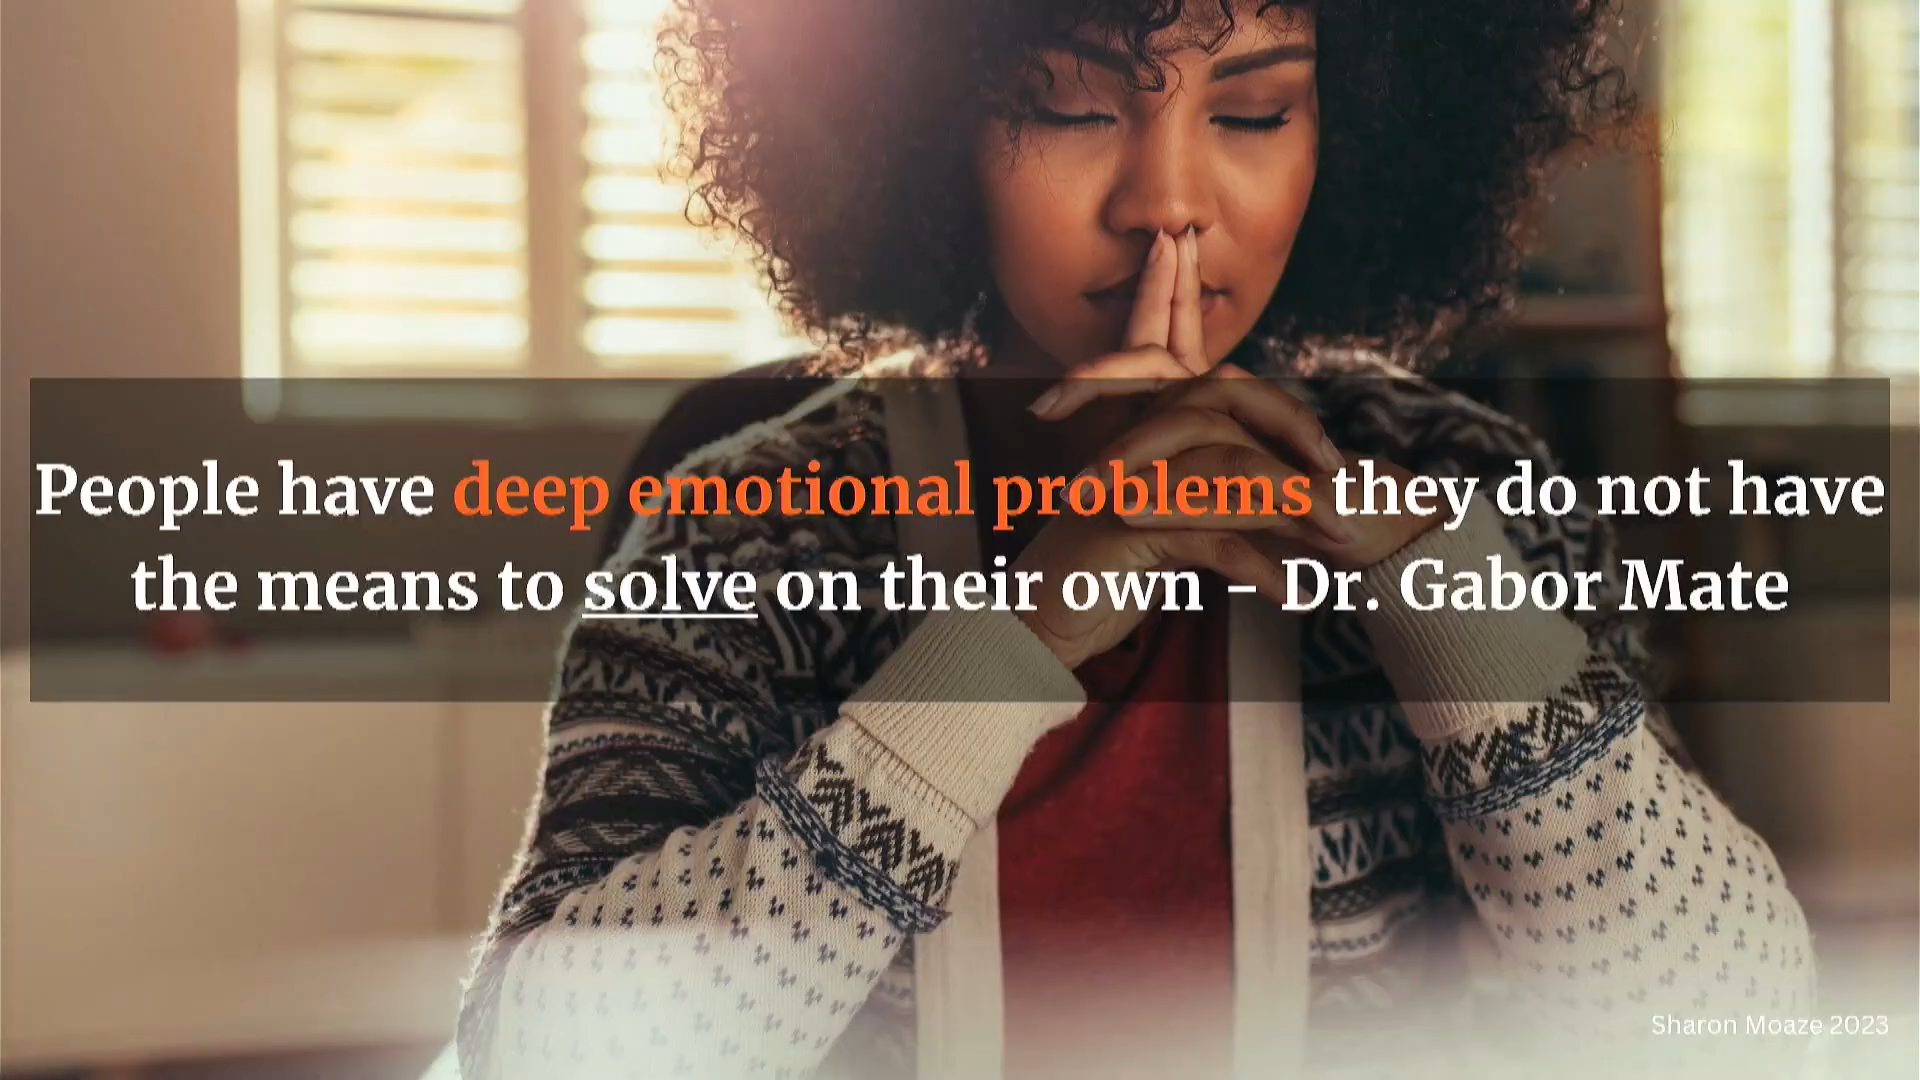 People have deep emotional problems they do not have
the means to solve on their own - Dr. Gabor Mate
Sharon Moaze 2023